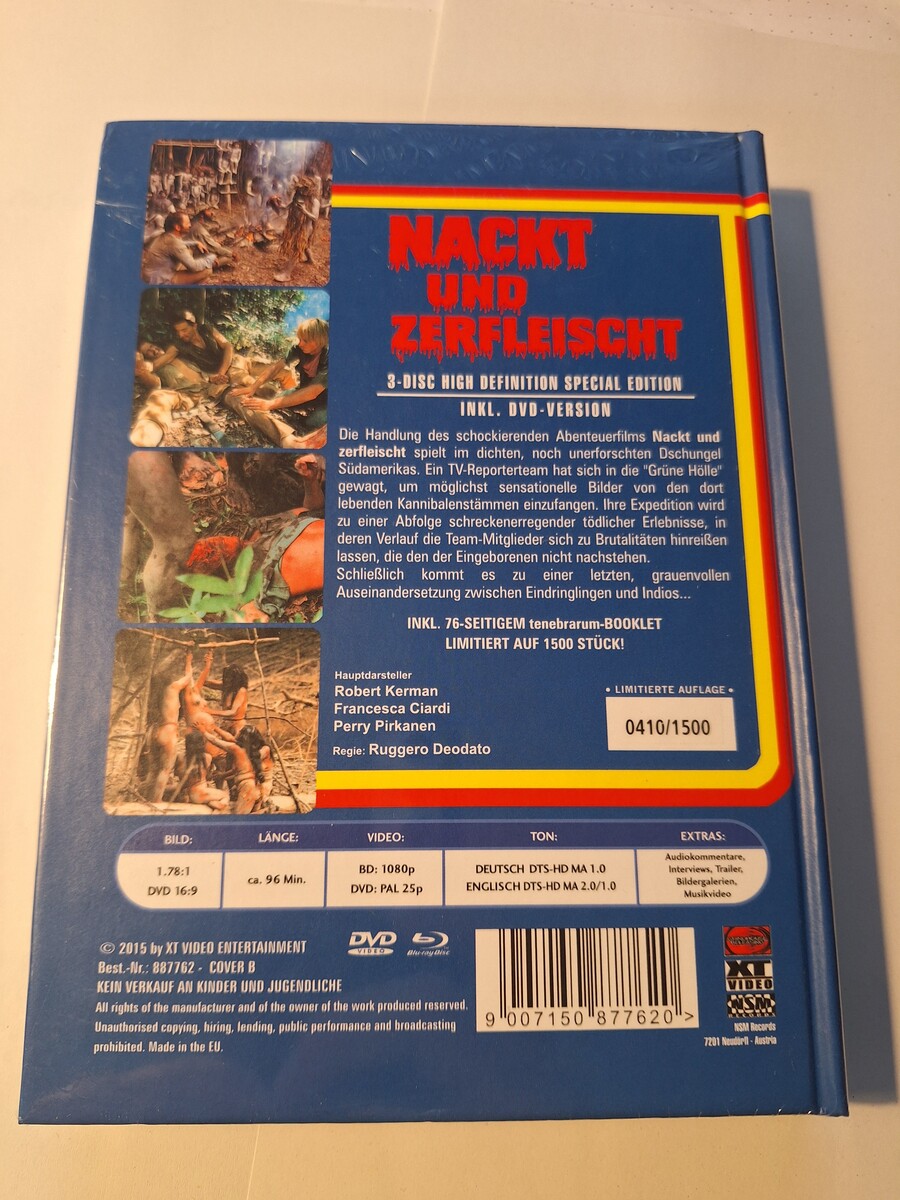 NACKT
UND
ZERFLEISCHT
3-DISC HIGH DEFINITION SPECIAL EDITION
INKL. DVD-VERSION
Die Handlung des schockierenden Abenteuerfilms Nackt und
zerfleischt spielt im dichten, noch unerforschten Dschungel
Südamerikas. Ein TV-Reporterteam hat sich in die "Grüne Hölle"
gewagt, um möglichst sensationelle Bilder von den dort
lebenden Kannibalenstämmen einzufangen. Ihre Expedition wird
zu einer Abfolge schreckenerregender tödlicher Erlebnisse, in
deren Verlauf die Team-Mitglieder sich zu Brutalitäten hinreißen
lassen, die den der Eingeborenen nicht nachstehen.
Schließlich kommt es zu einer letzten, grauenvollen
Auseinandersetzung zwischen Eindringlingen und Indios...
INKL. 76-SEITIGEM tenebrarum-BOOKLET
LIMITIERT AUF 1500 STÜCK!
Hauptdarsteller
Robert Kerman
Francesca Ciardi
Perry Pirkanen
Regie: Ruggero Deodato
• LIMITIERTE AUFLAGE •
0410/1500
BILD: LÄNGE: VIDEO: TON: EXTRAS:
1.78:1
DVD 16:9
ca. 96 Min.
BD: 1080p
DVD: PAL 25p
DEUTSCH DTS-HD MA 1.0
ENGLISCH DTS-HD MA 2.0/1.0
Audiokommentare,
Interviews, Trailer,
Bildergalerien,
Musikvideo
© 2015 by XT VIDEO ENTERTAINMENT
Best.-Nr.: 887762 - COVER B
KEIN VERKAUF AN KINDER UND JUGENDLICHE
All rights of the manufacturer and of the owner of the work produced reserved.
Unauthorised copying, hiring, lending, public performance and broadcasting
prohibited. Made in the EU.
DVD
VIDEO
Blu-ray Disc
9 007150 877620 >
XT
VIDEO
NSM
RECORDS
NSM Records
7201 Neudörfl - Austria